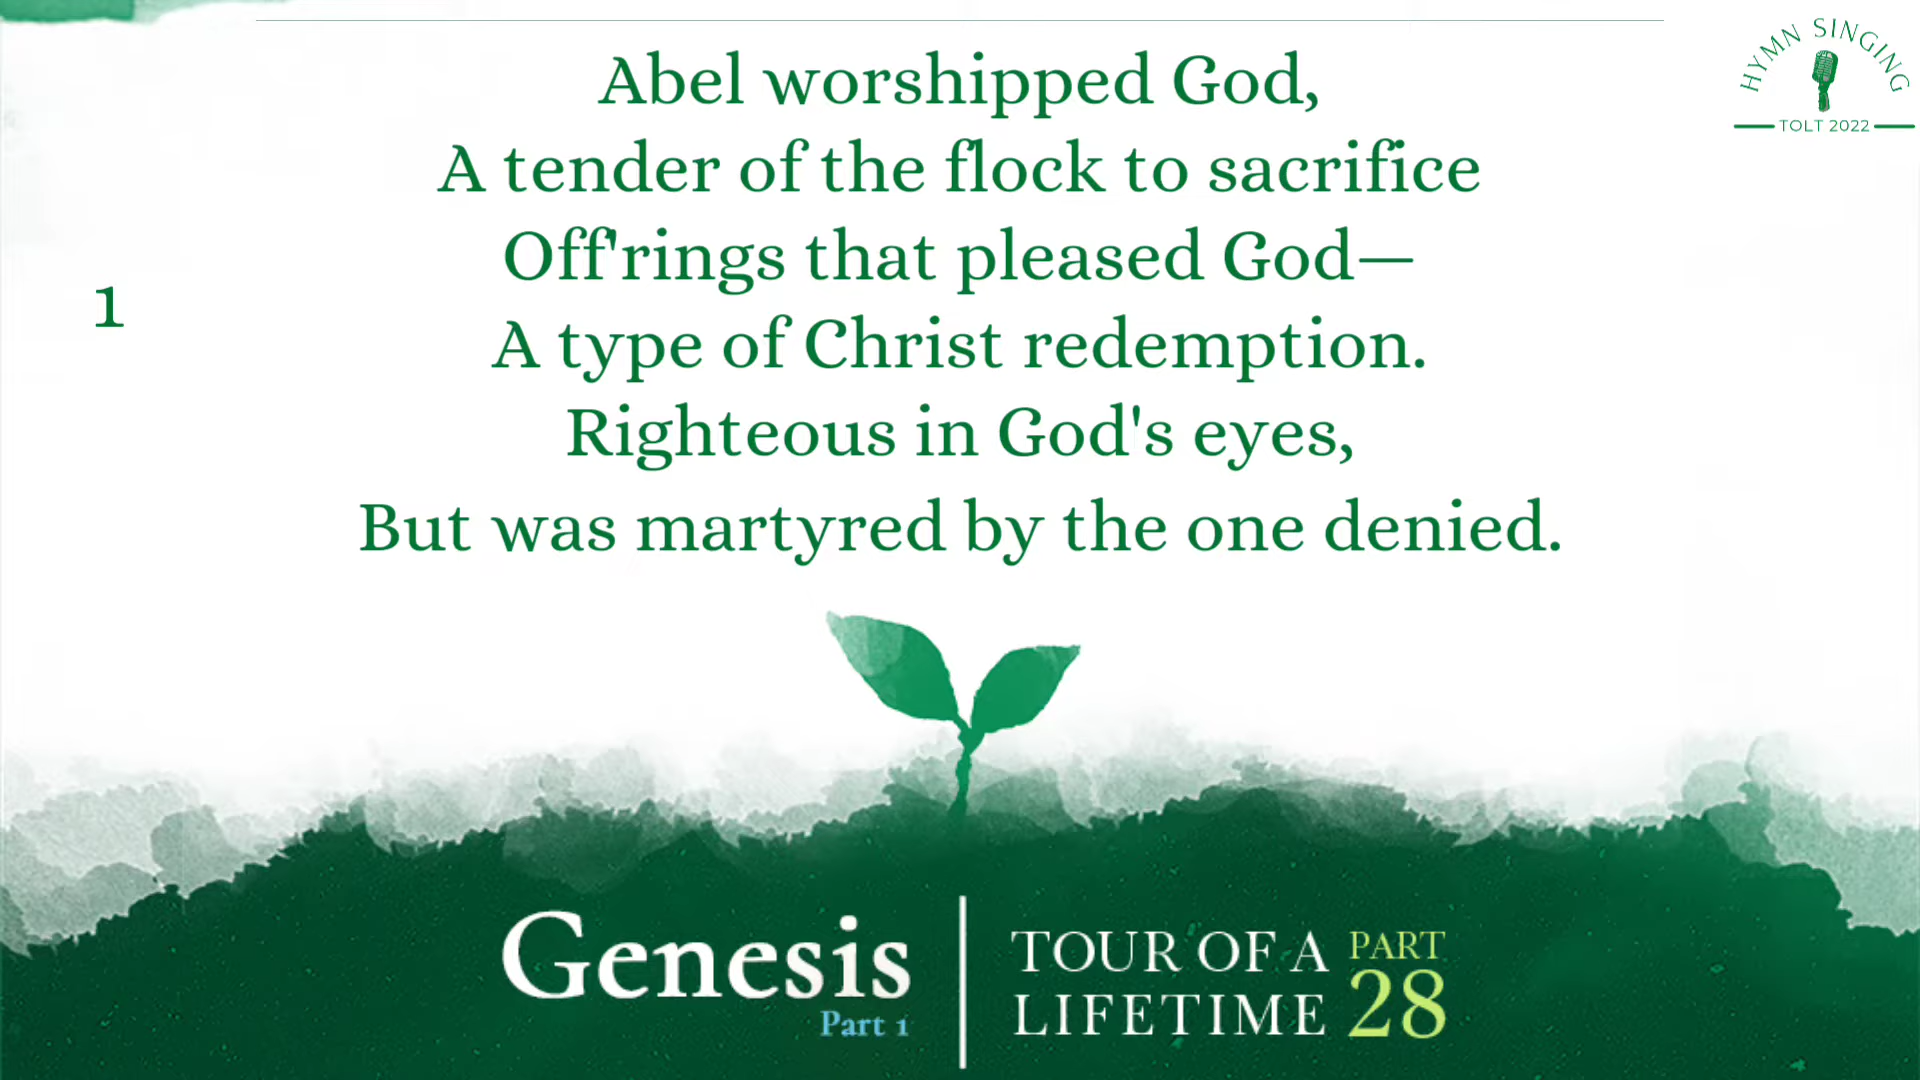 HYMN SINGING
TOLT 2022
1
Abel worshipped God,
A tender of the flock to sacrifice
Off'rings that pleased God—
A type of Christ redemption.
Righteous in God's eyes,
But was martyred by the one denied.
Genesis
Part 1
TOUR OF A
LIFETIME
PART
28